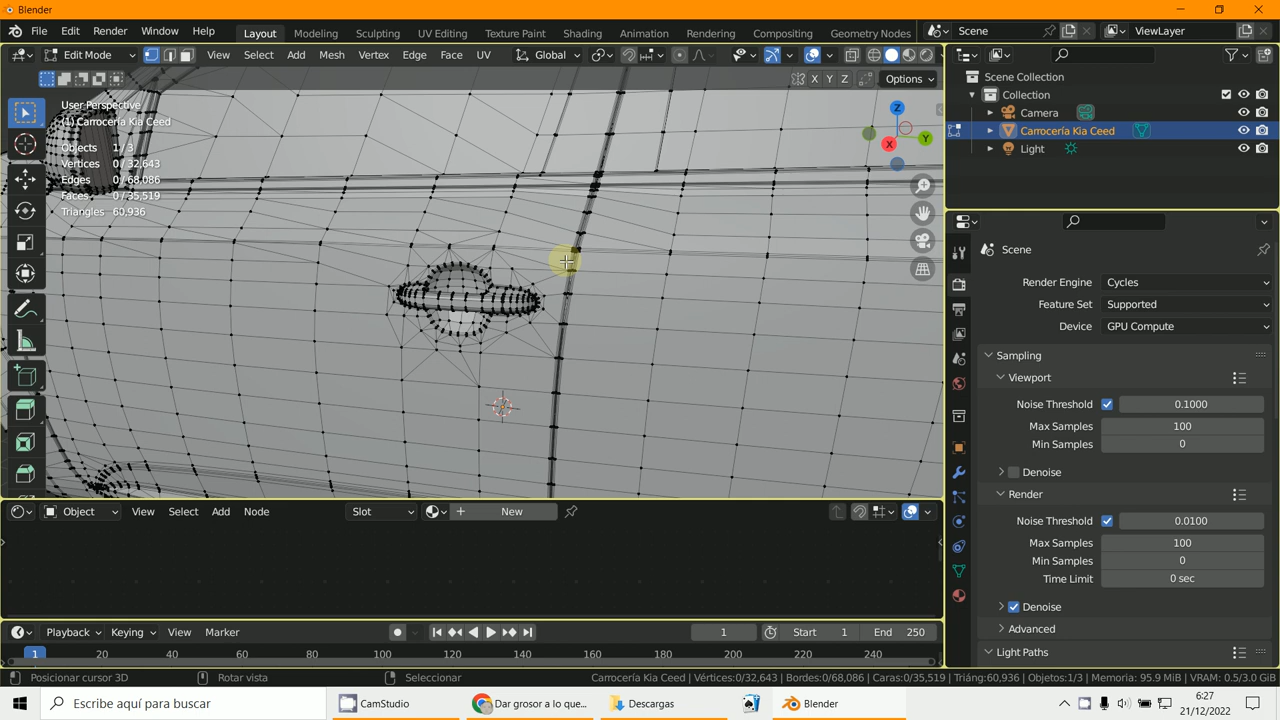 Blender
File Edit Render Window Help Layout Modeling Sculpting UV Editing Texture Paint Shading Animation Rendering Compositing Geometry Nodes Scene ViewLayer
Edit Mode View Select Add Mesh Vertex Edge Face UV Global
X Y Z Options
User Perspective
(1) Carrocería Kia Ceed
Objects 1/3
Vertices 0/32,643
Edges 0/68,086
Faces 0/35,519
Triangles 60,936
Z
Y
X
Scene Collection
Collection
Camera
Carrocería Kia Ceed
Light
Scene
Render Engine Cycles
Feature Set Supported
Device GPU Compute
Sampling
Viewport
Noise Threshold 0.1000
Max Samples 100
Min Samples 0
Denoise
Render
Noise Threshold 0.0100
Max Samples 100
Min Samples 0
Time Limit 0 sec
Denoise
Advanced
Light Paths
Object View Select Add Node Slot New
Playback Keying View Marker 1 Start 1 End 250
1 20 40 60 80 100 120 140 160 180 200 220 240
Posicionar cursor 3D Rotar vista Seleccionar Carrocería Kia Ceed | Vértices:0/32,643 | Bordes:0/68,086 | Caras:0/35,519 | Triáng:60,936 | Objetos:1/3 | Memoria: 95.9 MiB | VRAM: 0.5/3.0 GiB
Escribe aquí para buscar CamStudio Dar grosor a lo que... Descargas Blender
6:27
21/12/2022